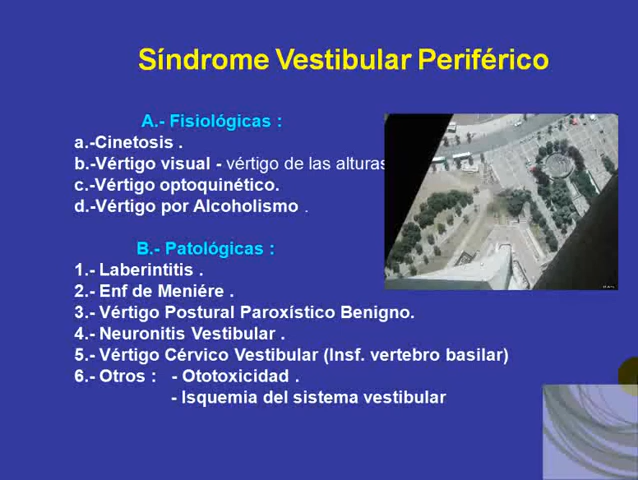 Síndrome Vestibular Periférico
A.- Fisiológicas :
a.-Cinetosis .
b.-Vértigo visual - vértigo de las alturas
c.-Vértigo optoquinético.
d.-Vértigo por Alcoholismo .
B.- Patológicas :
1.- Laberintitis .
2.- Enf de Meniére .
3.- Vértigo Postural Paroxístico Benigno.
4.- Neuronitis Vestibular .
5.- Vértigo Cérvico Vestibular (Insf. vertebro basilar)
6.- Otros : - Ototoxicidad .
- Isquemia del sistema vestibular